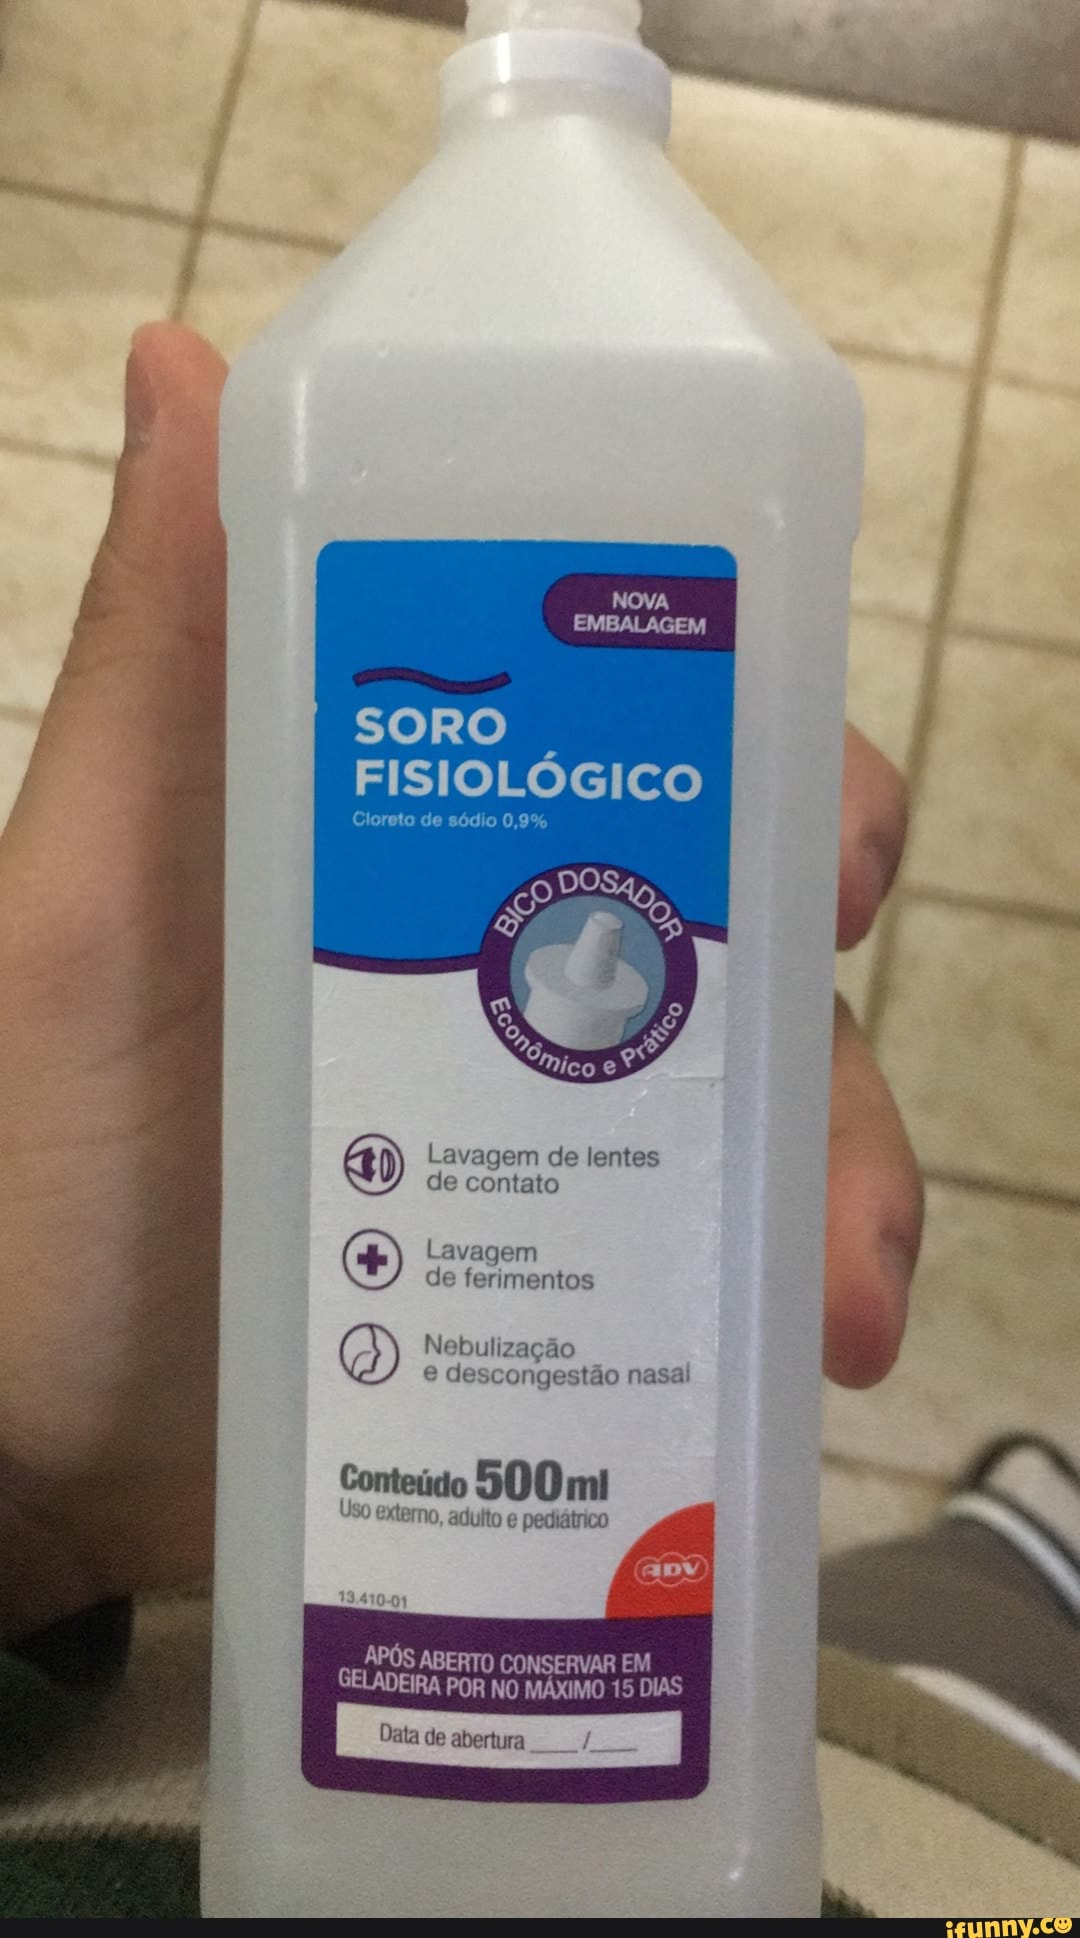 NOVA
EMBALAGEM
SORO
FISIOLÓGICO
Cloreto de sódio 0,9%
BICO DOSADOR
Econômico e Prático
Lavagem de lentes
de contato
Lavagem
de ferimentos
Nebulização
e descongestão nasal
Conteúdo 500ml
Uso externo, adulto e pediátrico
ADV
13.410-01
APÓS ABERTO CONSERVAR EM
GELADEIRA POR NO MÁXIMO 15 DIAS
Data de abertura ____/____
ifunny.co